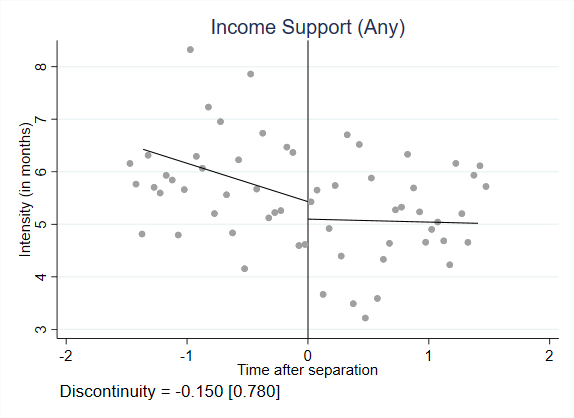 Income Support (Any)
Intensity (in months)
8
7
6
5
4
3
-2 -1 0 1 2
Time after separation
Discontinuity = -0.150 [0.780]